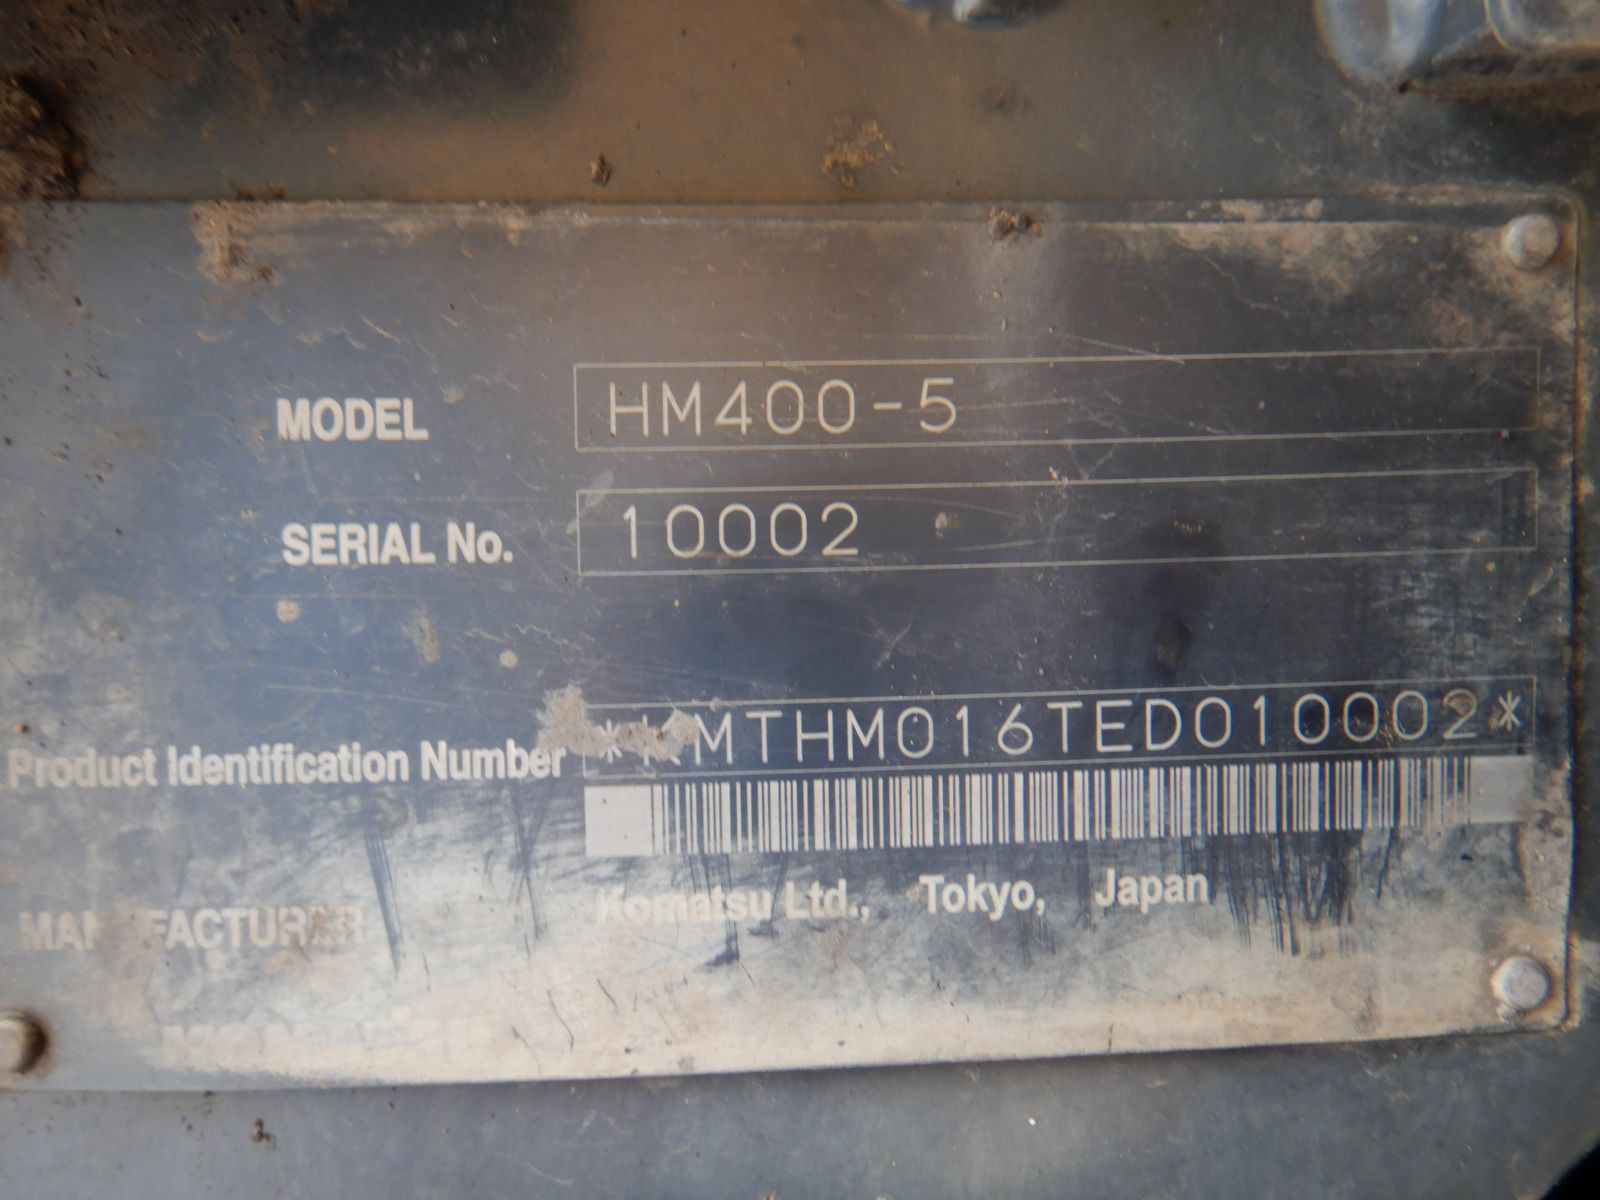 MODEL HM400-5
SERIAL No. 10002
Product Identification Number *KMTHM016TED010002*
MANUFACTURER Komatsu Ltd., Tokyo, Japan